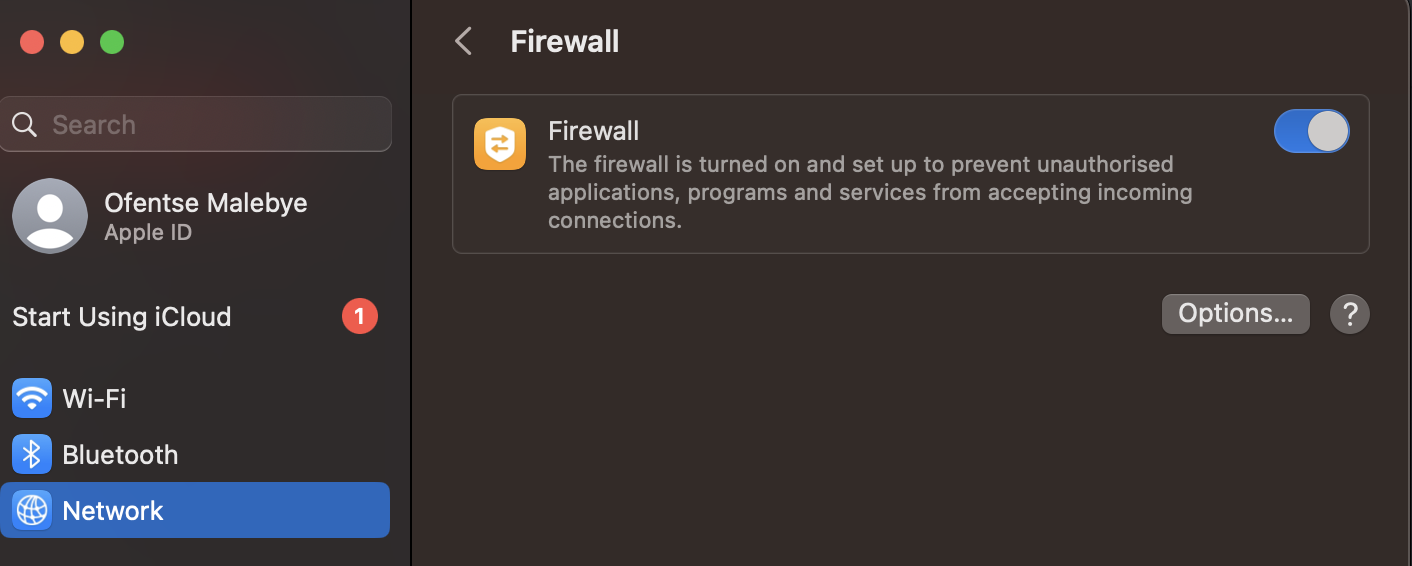 Search
Ofentse Malebye
Apple ID
Start Using iCloud
1
Wi-Fi
Bluetooth
Network
Firewall
Firewall
The firewall is turned on and set up to prevent unauthorised
applications, programs and services from accepting incoming
connections.
Options...
?